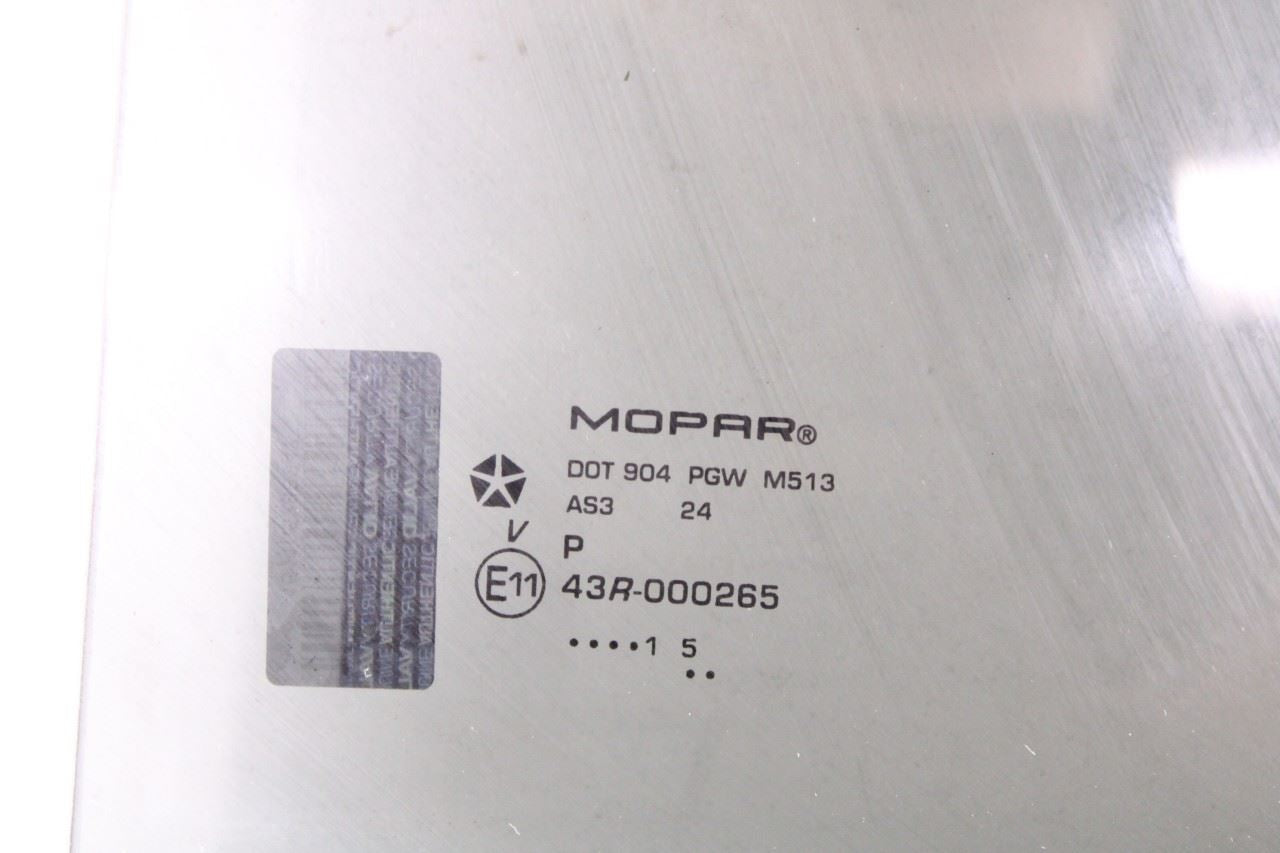 MOPAR®
DOT 904 PGW M513
AS3 24
V
P
E11 43R-000265
••••1 5
••